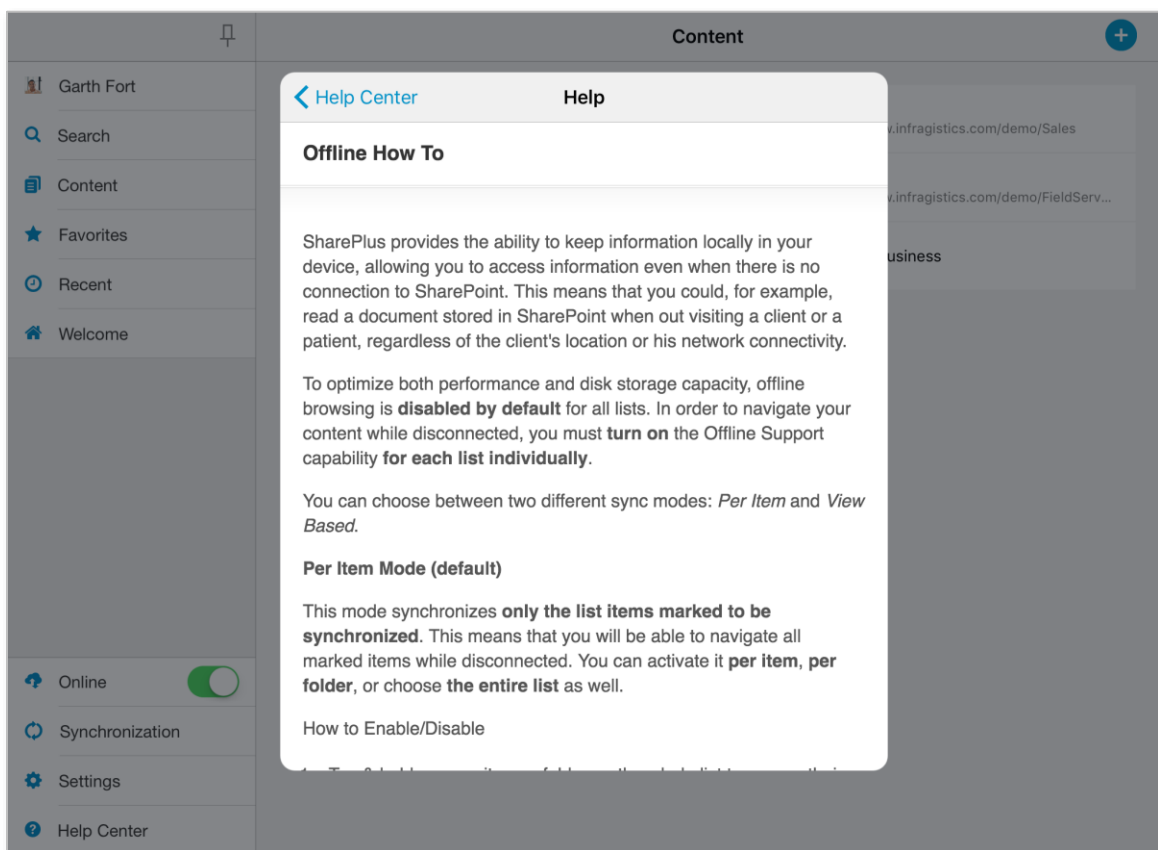 Content
Garth Fort
Search
Content
Favorites
Recent
Welcome
Online
Synchronization
Settings
Help Center
Help Center
Help
Offline How To
SharePlus provides the ability to keep information locally in your
device, allowing you to access information even when there is no
connection to SharePoint. This means that you could, for example,
read a document stored in SharePoint when out visiting a client or a
patient, regardless of the client's location or his network connectivity.
To optimize both performance and disk storage capacity, offline
browsing is disabled by default for all lists. In order to navigate your
content while disconnected, you must turn on the Offline Support
capability for each list individually.
You can choose between two different sync modes: Per Item and View
Based.
Per Item Mode (default)
This mode synchronizes only the list items marked to be
synchronized. This means that you will be able to navigate all
marked items while disconnected. You can activate it per item, per
folder, or choose the entire list as well.
How to Enable/Disable
.infragistics.com/demo/Sales
.infragistics.com/demo/FieldServ...
usiness